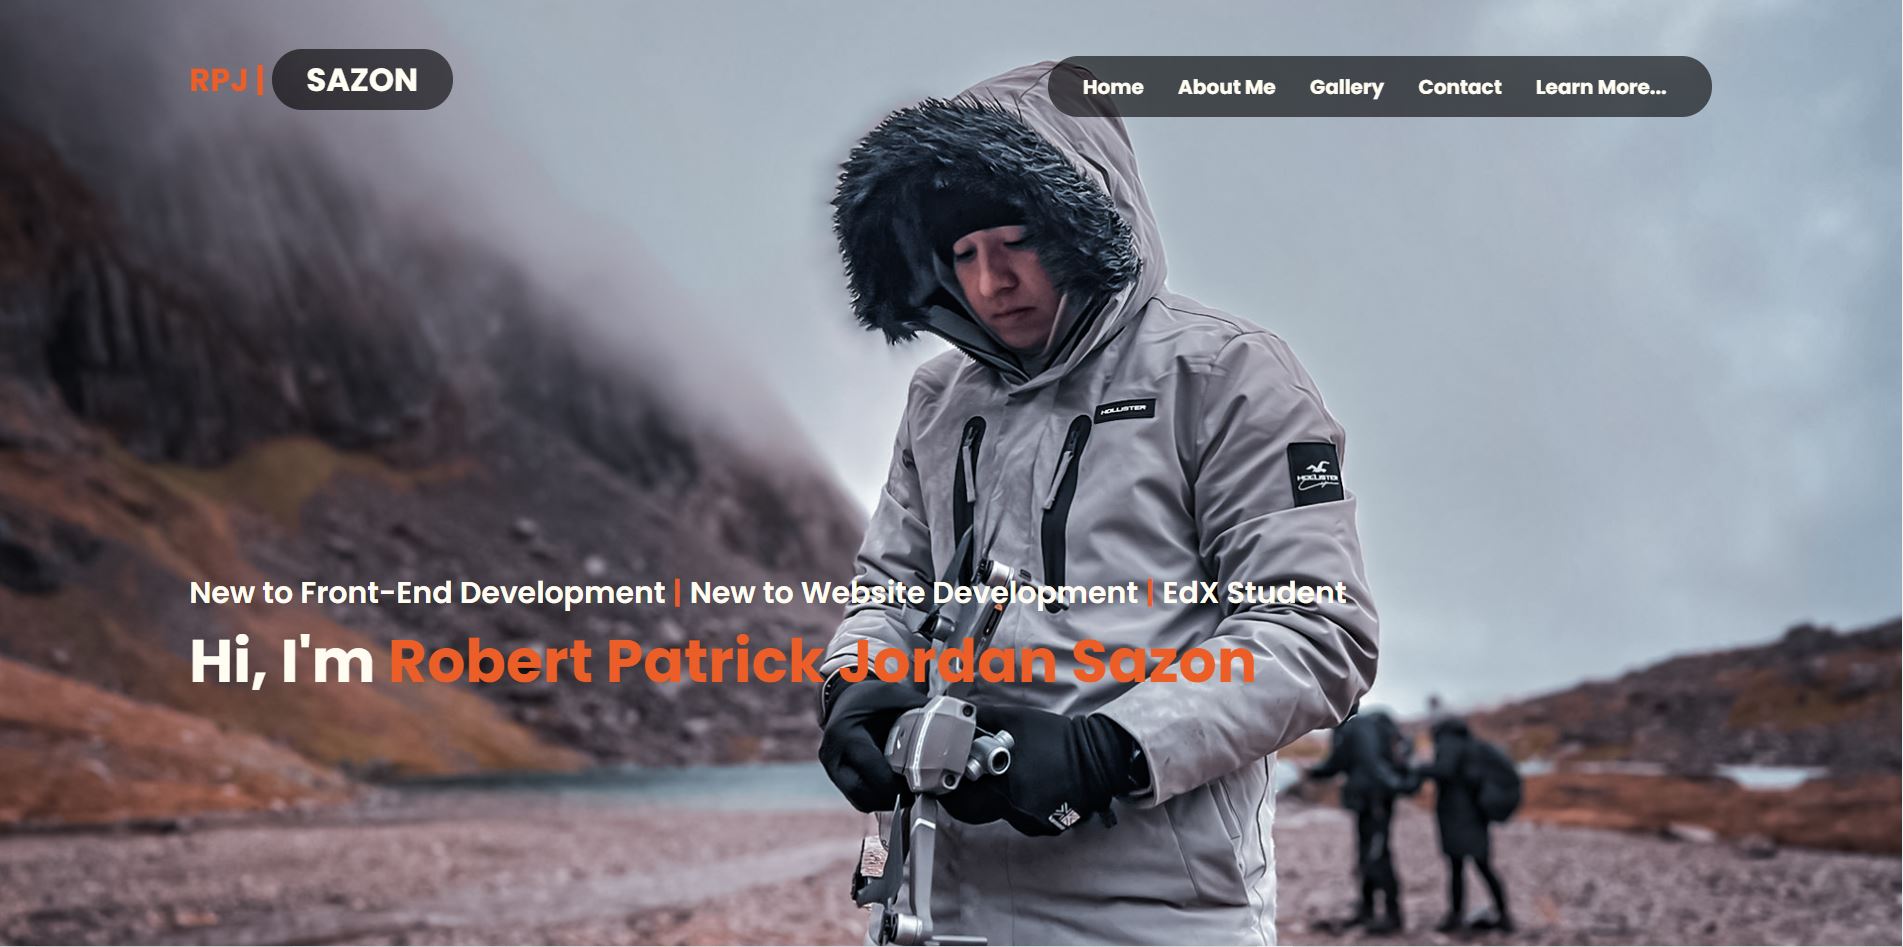 RPJ | SAZON
Home About Me Gallery Contact Learn More...
HOLLISTER
HOLLISTER
New to Front-End Development | New to Website Development | EdX Student
Hi, I'm Robert Patrick Jordan Sazon